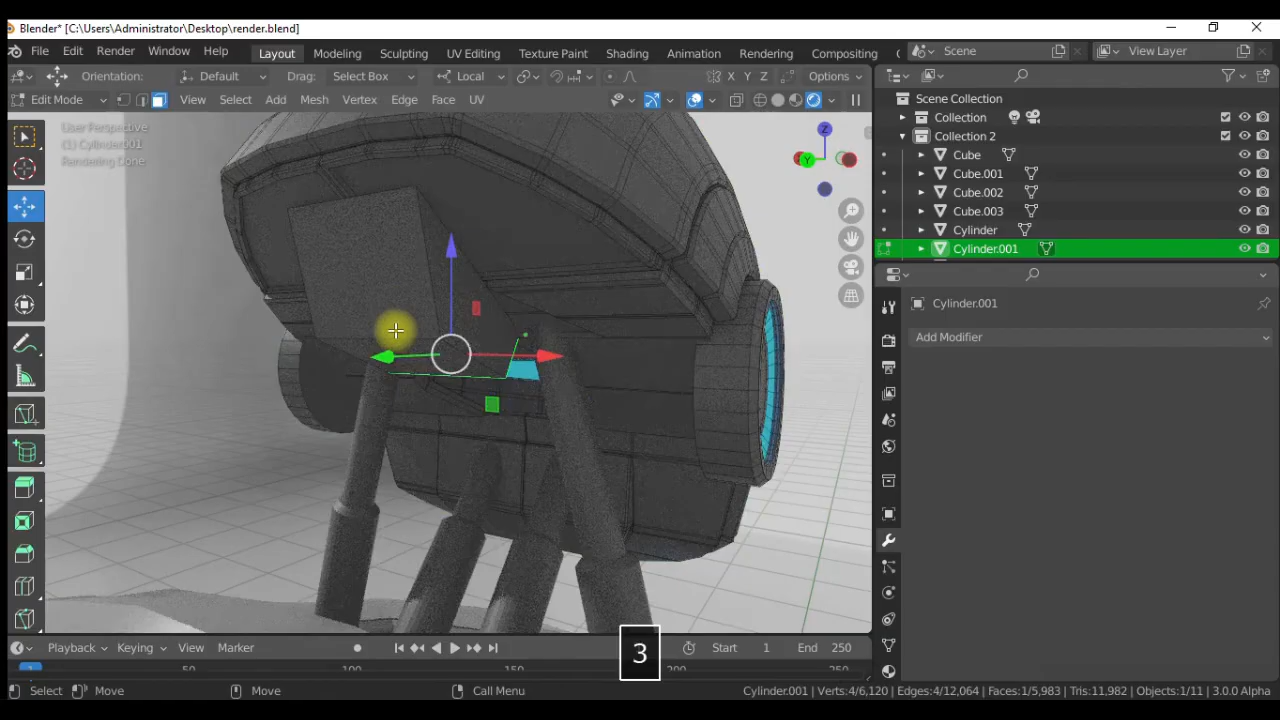 Blender* [C:\Users\Administrator\Desktop\render.blend]
File Edit Render Window Help
Layout Modeling Sculpting UV Editing Texture Paint Shading Animation Rendering Compositing
Scene
View Layer
Orientation: Default Drag: Select Box Local X Y Z Options
Edit Mode View Select Add Mesh Vertex Edge Face UV
User Perspective
(1) Cylinder.001
Rendering Done
Z
Y
Scene Collection
Collection
Collection 2
Cube
Cube.001
Cube.002
Cube.003
Cylinder
Cylinder.001
Cylinder.001
Add Modifier
3
Playback Keying View Marker Start 1 End 250
50 100 150 200 250
Select Move Move Call Menu
Cylinder.001 | Verts:4/6,120 | Edges:4/12,064 | Faces:1/5,983 | Tris:11,982 | Objects:1/11 | 3.0.0 Alpha